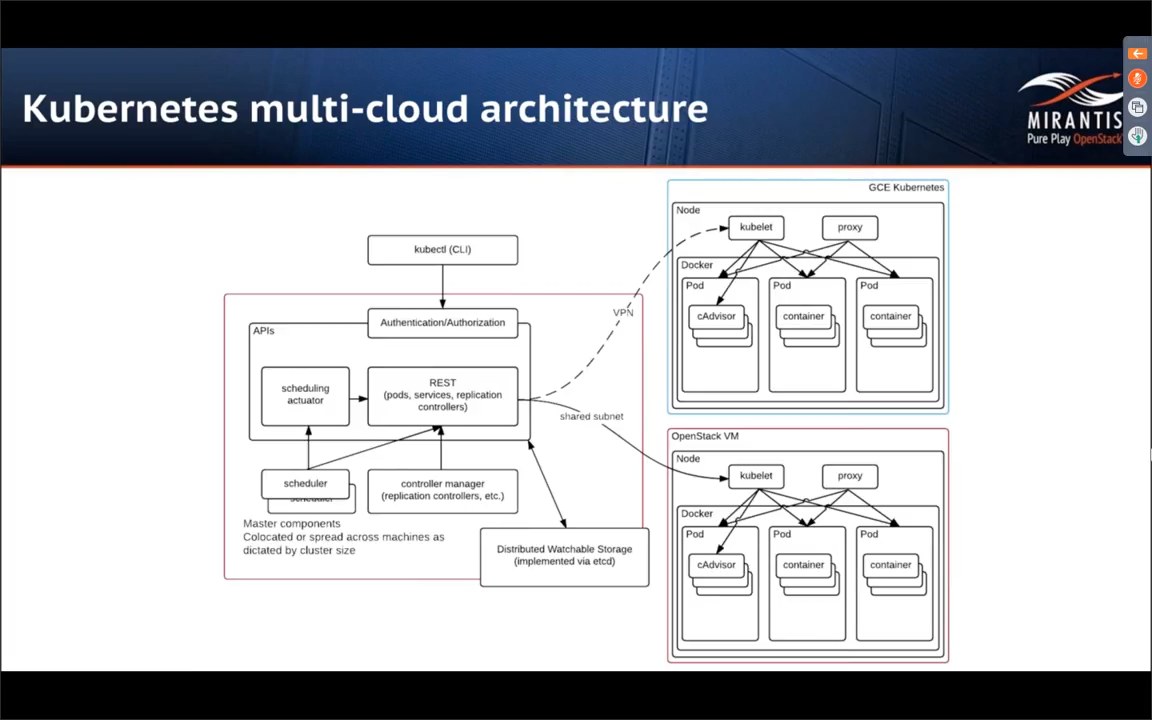 Kubernetes multi-cloud architecture
MIRANTIS
Pure Play OpenStack
kubectl (CLI)
Authentication/Authorization
APIs
scheduling
actuator
REST
(pods, services, replication
controllers)
scheduler
scheduler
controller manager
(replication controllers, etc.)
Master components
Colocated or spread across machines as
dictated by cluster size
Distributed Watchable Storage
(implemented via etcd)
VPN
shared subnet
GCE Kubernetes
Node
kubelet
proxy
Docker
Pod
Pod
Pod
cAdvisor
container
container
OpenStack VM
Node
kubelet
proxy
Docker
Pod
Pod
Pod
cAdvisor
container
container